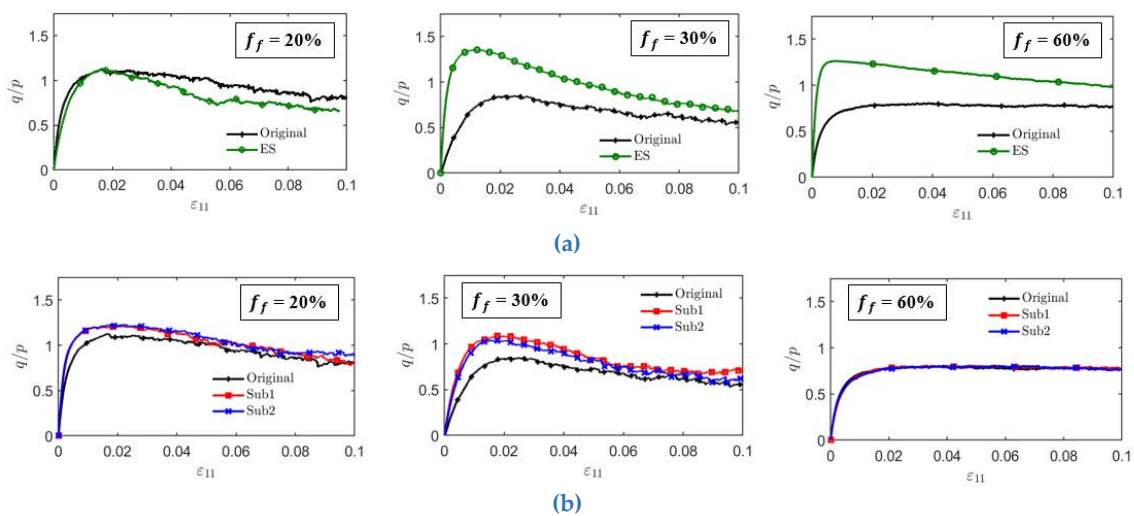 f_f = 20%
1.5
1
0.5
0
q/p
Original
ES
0 0.02 0.04 0.06 0.08 0.1
ε₁₁
f_f = 30%
1.5
1
0.5
0
q/p
Original
ES
0 0.02 0.04 0.06 0.08 0.1
ε₁₁
f_f = 60%
1.5
1
0.5
0
q/p
Original
ES
0 0.02 0.04 0.06 0.08 0.1
ε₁₁
(a)
f_f = 20%
1.5
1
0.5
0
q/p
Original
Sub1
Sub2
0 0.02 0.04 0.06 0.08 0.1
ε₁₁
f_f = 30%
1.5
1
0.5
0
q/p
Original
Sub1
Sub2
0 0.02 0.04 0.06 0.08 0.1
ε₁₁
f_f = 60%
1.5
1
0.5
0
q/p
Original
Sub1
Sub2
0 0.02 0.04 0.06 0.08 0.1
ε₁₁
(b)